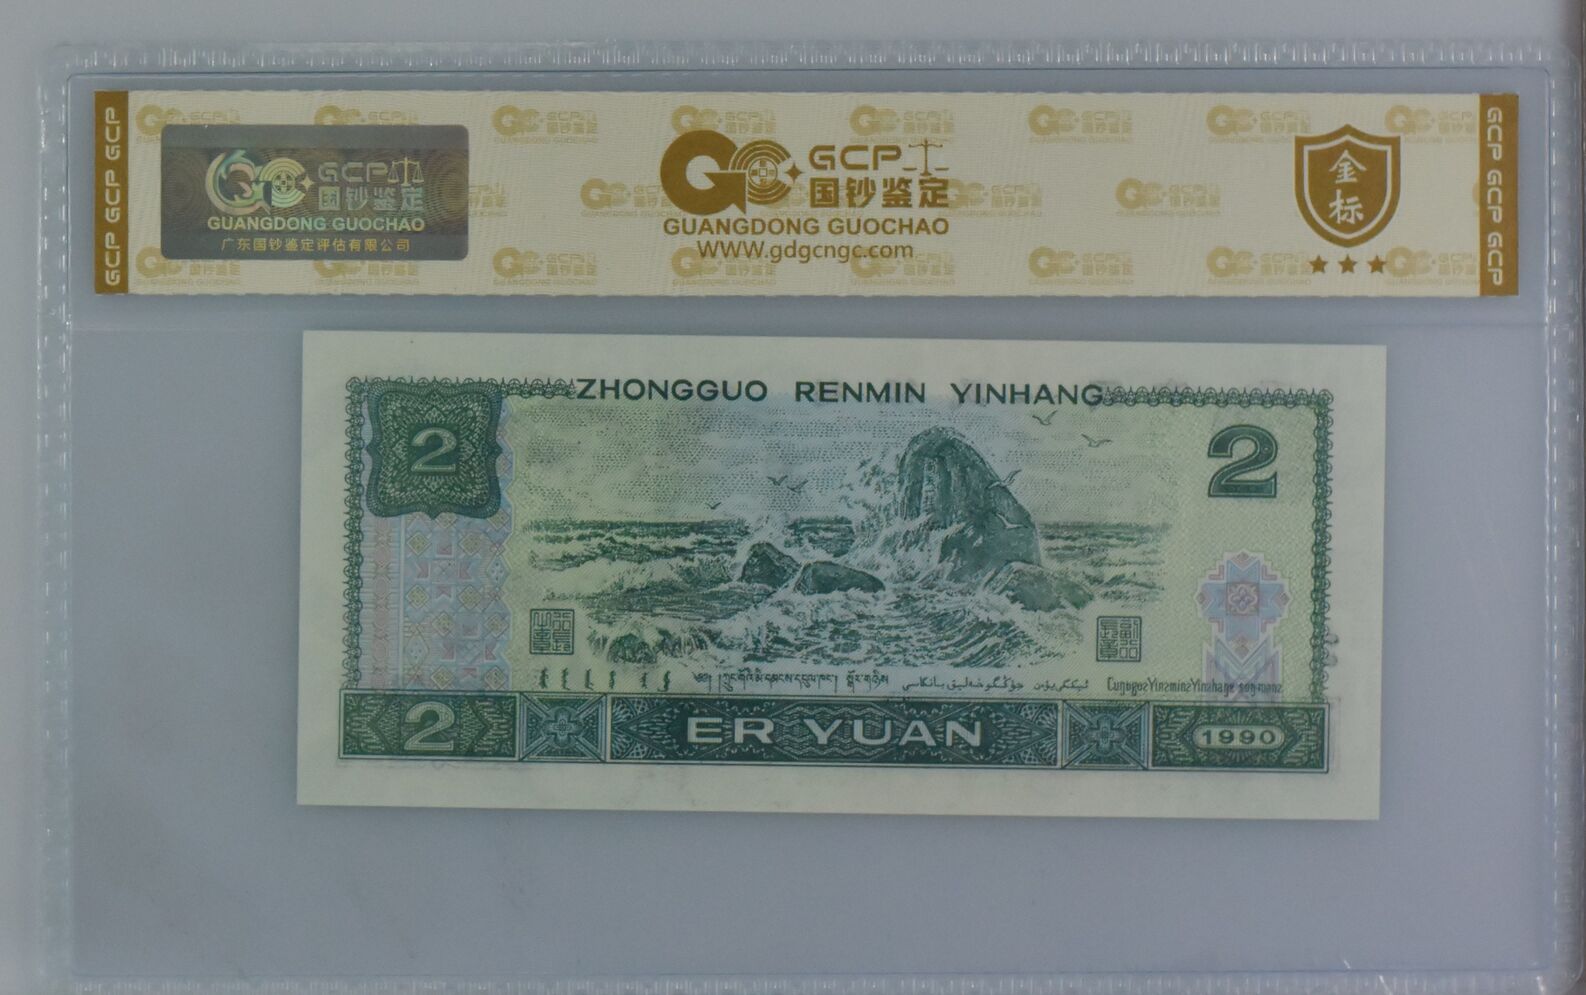 GCP GCP GCP
GCP
国钞鉴定
GUANGDONG GUOCHAO
广东国钞鉴定评估有限公司
GCP
国钞鉴定
GUANGDONG GUOCHAO
WWW.gdgcngc.com
金标
GCP GCP GCP
ZHONGGUO RENMIN YINHANG
2
2
2
ER YUAN
1990